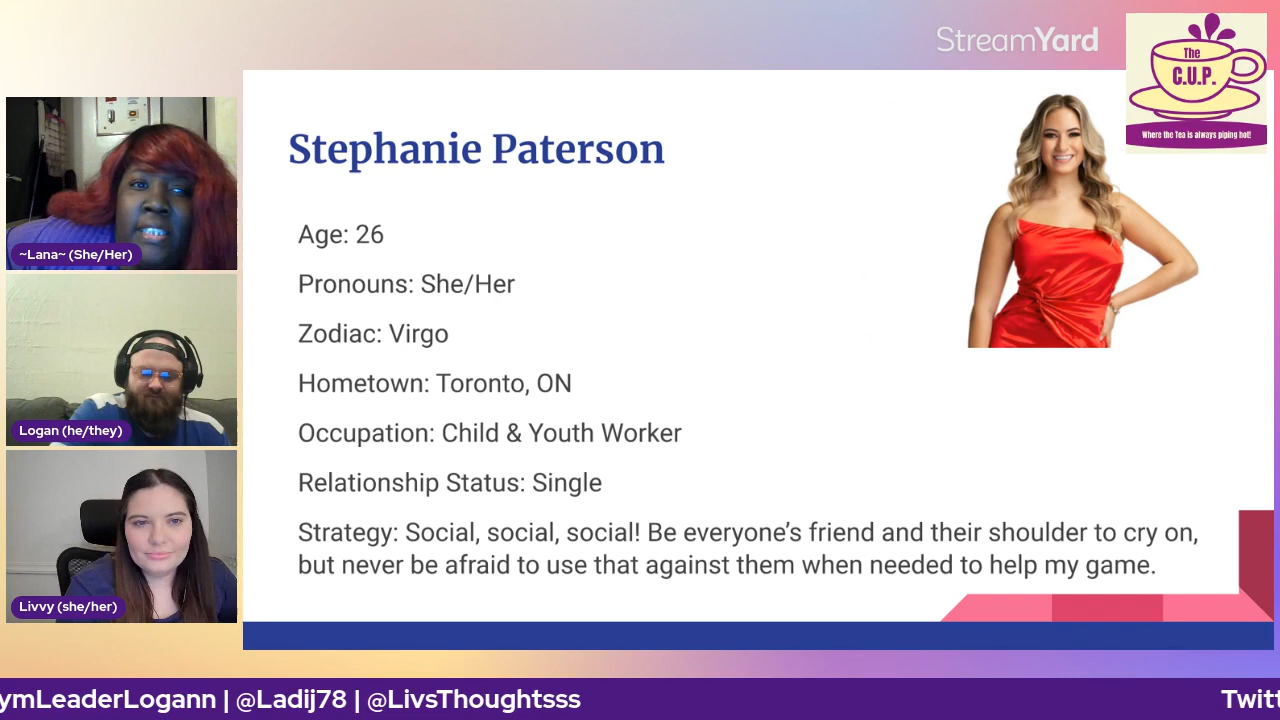 StreamYard
The
C.U.P.
Where the Tea is always piping hot!
Stephanie Paterson
Age: 26
Pronouns: She/Her
Zodiac: Virgo
Hometown: Toronto, ON
Occupation: Child & Youth Worker
Relationship Status: Single
Strategy: Social, social, social! Be everyone’s friend and their shoulder to cry on,
but never be afraid to use that against them when needed to help my game.
~Lana~ (She/Her)
Logan (he/they)
Livvy (she/her)
ymLeaderLogann | @Ladij78 | @LivsThoughtsss
Twitt